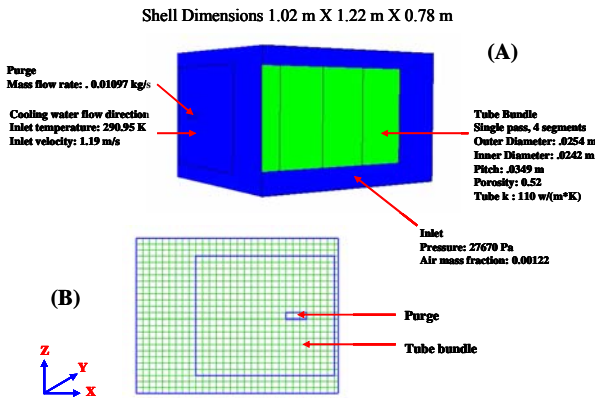 Shell Dimensions 1.02 m X 1.22 m X 0.78 m
(A)
Purge
Mass flow rate: . 0.01097 kg/s
Cooling water flow direction
Inlet temperature: 290.95 K
Inlet velocity: 1.19 m/s
Tube Bundle
Single pass, 4 segments
Outer Diameter: .0254 m
Inner Diameter: .0242 m
Pitch: .0349 m
Porosity: 0.52
Tube k : 110 w/(m*K)
Inlet
Pressure: 27670 Pa
Air mass fraction: 0.00122
(B)
Purge
Tube bundle
Z
Y
X